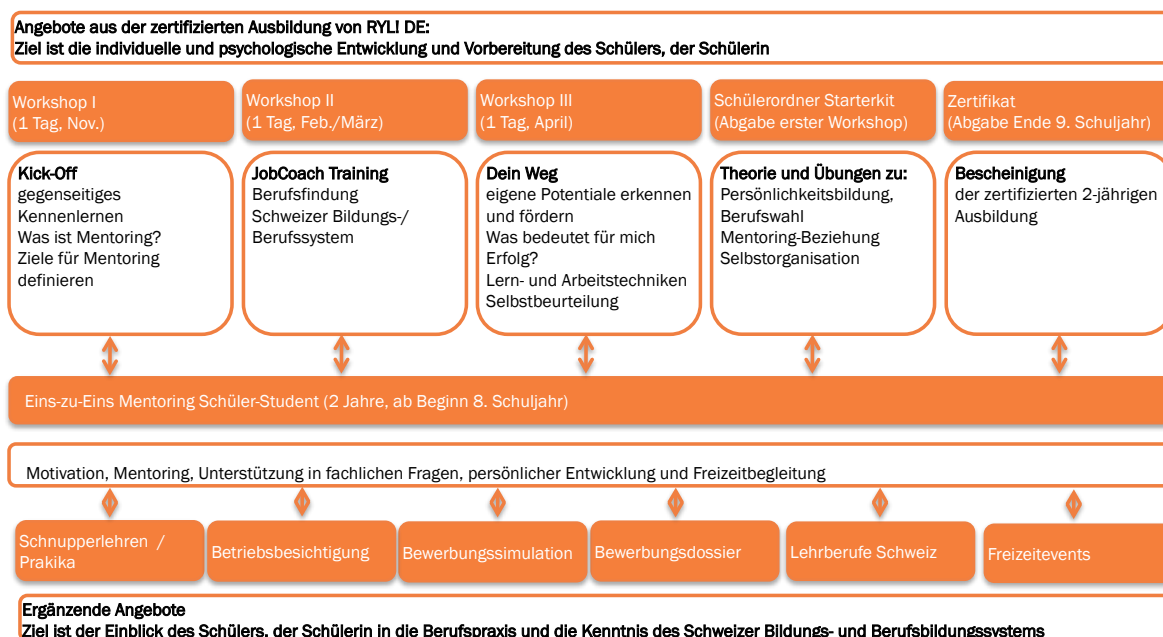 Angebote aus der zertifizierten Ausbildung von RYL! DE:
Ziel ist die individuelle und psychologische Entwicklung und Vorbereitung des Schülers, der Schülerin
Workshop I
(1 Tag, Nov.)
Workshop II
(1 Tag, Feb./März)
Workshop III
(1 Tag, April)
Schülerordner Starterkit
(Abgabe erster Workshop)
Zertifikat
(Abgabe Ende 9. Schuljahr)
Kick-Off
gegenseitiges
Kennenlernen
Was ist Mentoring?
Ziele für Mentoring
definieren
JobCoach Training
Berufsfindung
Schweizer Bildungs-/
Berufssystem
Dein Weg
eigene Potentiale erkennen
und fördern
Was bedeutet für mich
Erfolg?
Lern- und Arbeitstechniken
Selbstbeurteilung
Theorie und Übungen zu:
Persönlichkeitsbildung,
Berufswahl
Mentoring-Beziehung
Selbstorganisation
Bescheinigung
der zertifizierten 2-jährigen
Ausbildung
Eins-zu-Eins Mentoring Schüler-Student (2 Jahre, ab Beginn 8. Schuljahr)
Motivation, Mentoring, Unterstützung in fachlichen Fragen, persönlicher Entwicklung und Freizeitbegleitung
Schnupperlehren /
Prakika
Betriebsbesichtigung
Bewerbungssimulation
Bewerbungsdossier
Lehrberufe Schweiz
Freizeitevents
Ergänzende Angebote
Ziel ist der Einblick des Schülers, der Schülerin in die Berufspraxis und die Kenntnis des Schweizer Bildungs- und Berufsbildungssystems